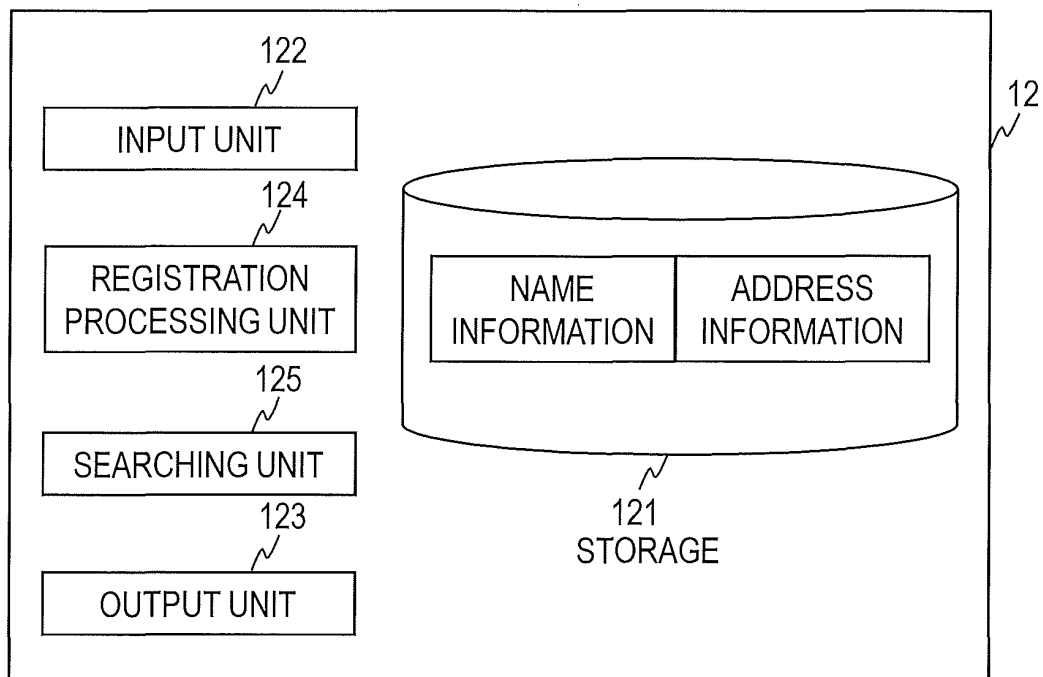 122
INPUT UNIT
124
REGISTRATION
PROCESSING UNIT
125
SEARCHING UNIT
123
OUTPUT UNIT
12
NAME
INFORMATION
ADDRESS
INFORMATION
121
STORAGE